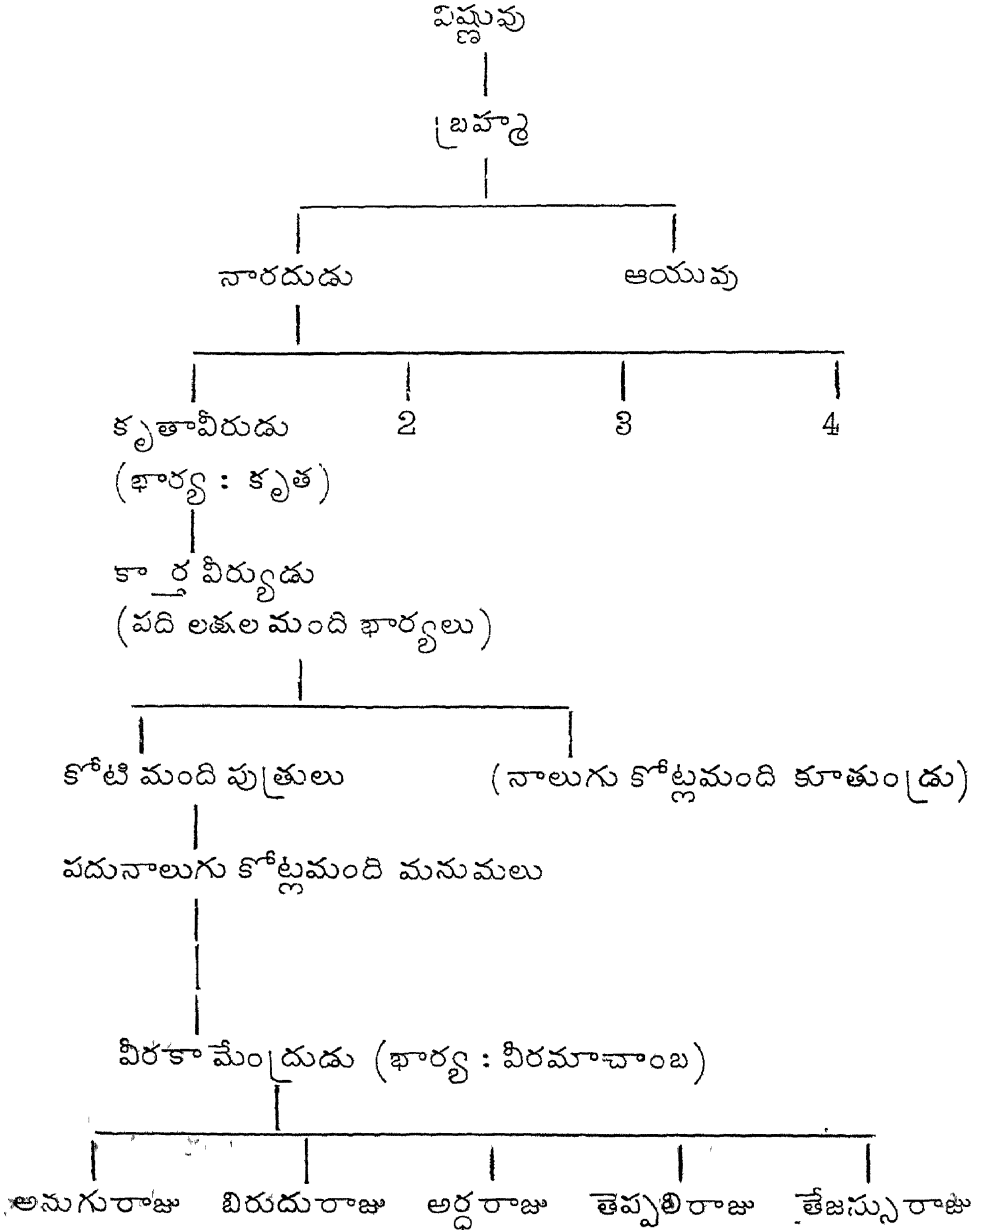 విష్ణువు
బ్రహ్మ
నారదుడు ఆయువు
కృతావీరుడు 2 3 4
(భార్య : కృత)
కార్తవీర్యుడు
(పది లక్షల మంది భార్యలు)
కోటి మంది పుత్రులు (నాలుగు కోట్లమంది కూతుండ్రు)
పదునాలుగు కోట్లమంది మనుమలు
వీరకామేంద్రుడు (భార్య : వీరమాచాంబ)
అనుగురాజు బిరుదురాజు అర్ధరాజు తెప్పలిరాజు తేజస్సురాజు